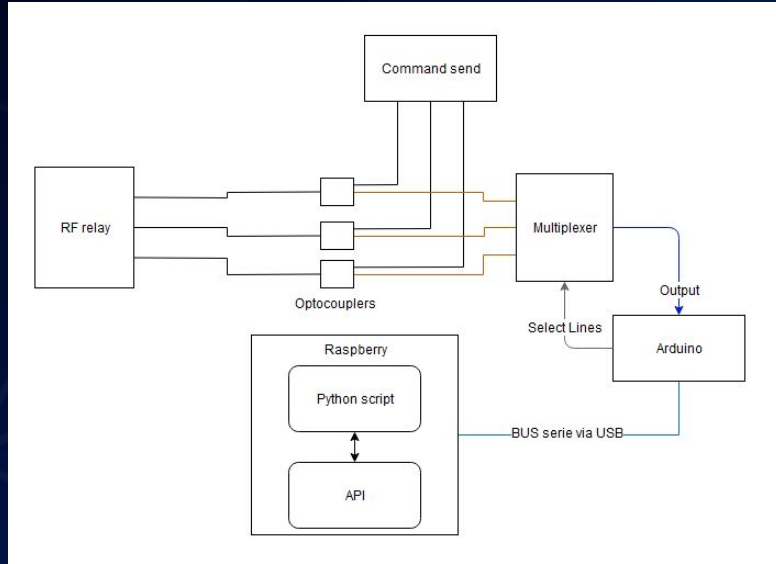 Command send
RF relay
Multiplexer
Optocouplers
Output
Select Lines
Arduino
Raspberry
Python script
BUS serie via USB
API